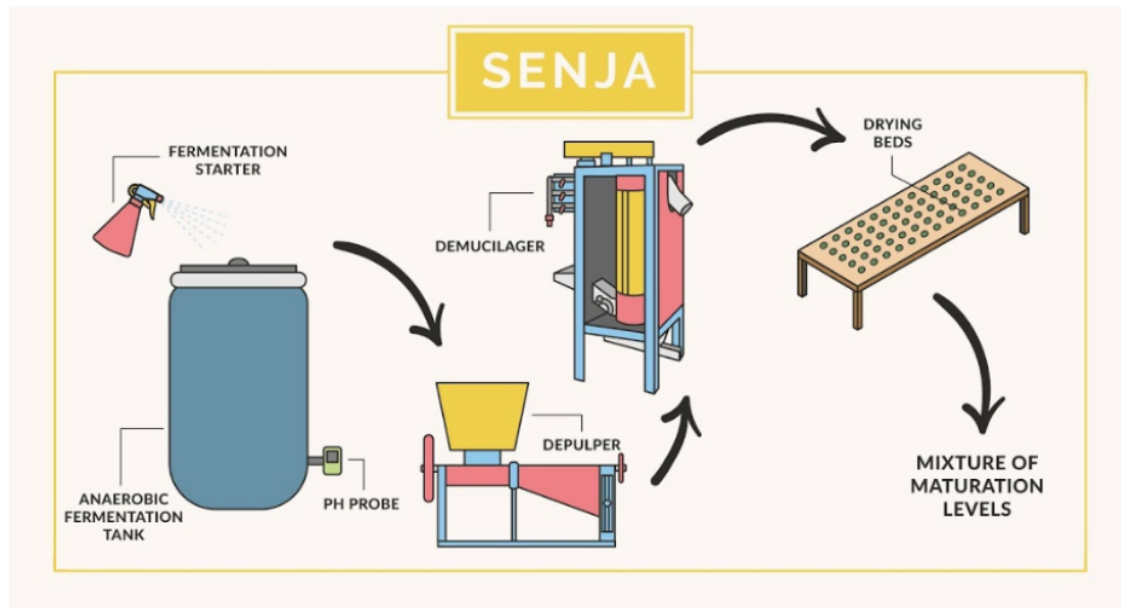 SENJA
FERMENTATION
STARTER
ANAEROBIC
FERMENTATION
TANK
PH PROBE
DEPULPER
DEMUCILAGER
DRYING
BEDS
MIXTURE OF
MATURATION
LEVELS